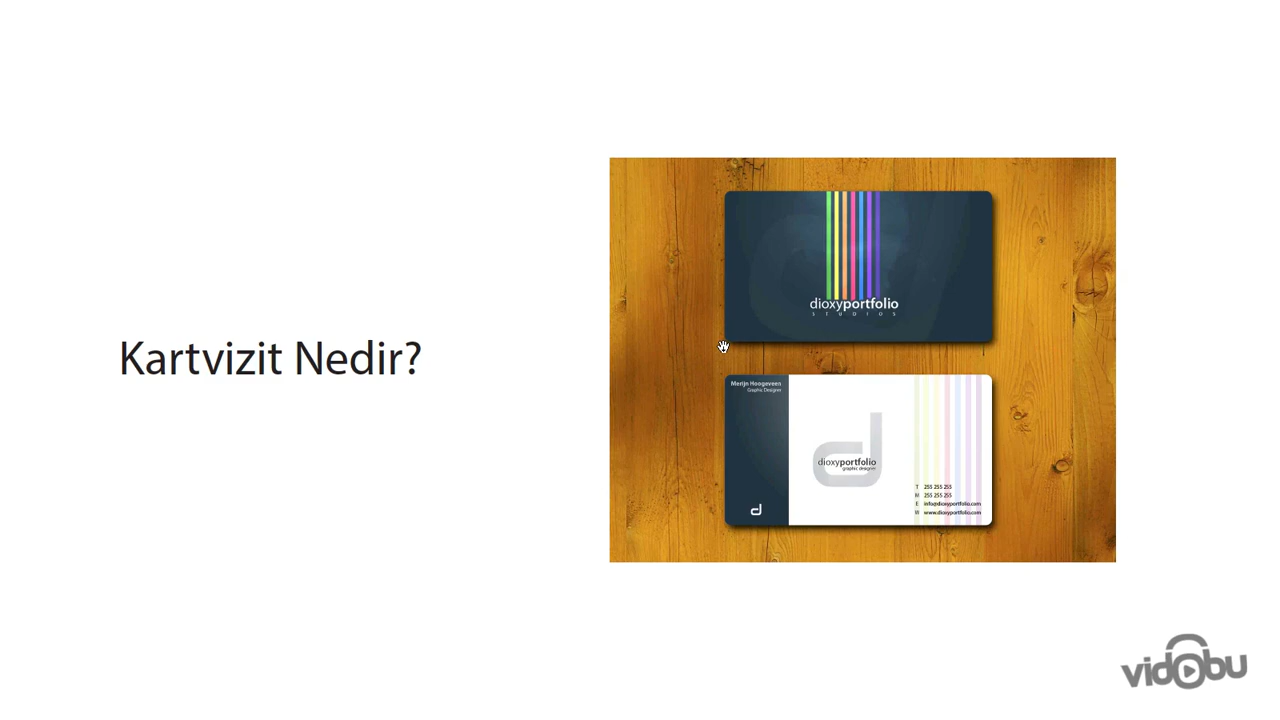 Kartvizit Nedir?
dioxyportfolio
STUDIOS
Merijn Hoogeveen
Graphic Designer
dioxyportfolio
graphic designer
T 255 255 255
M 255 255 255
E info@dioxyportfolio.com
W www.dioxyportfolio.com
vidobu